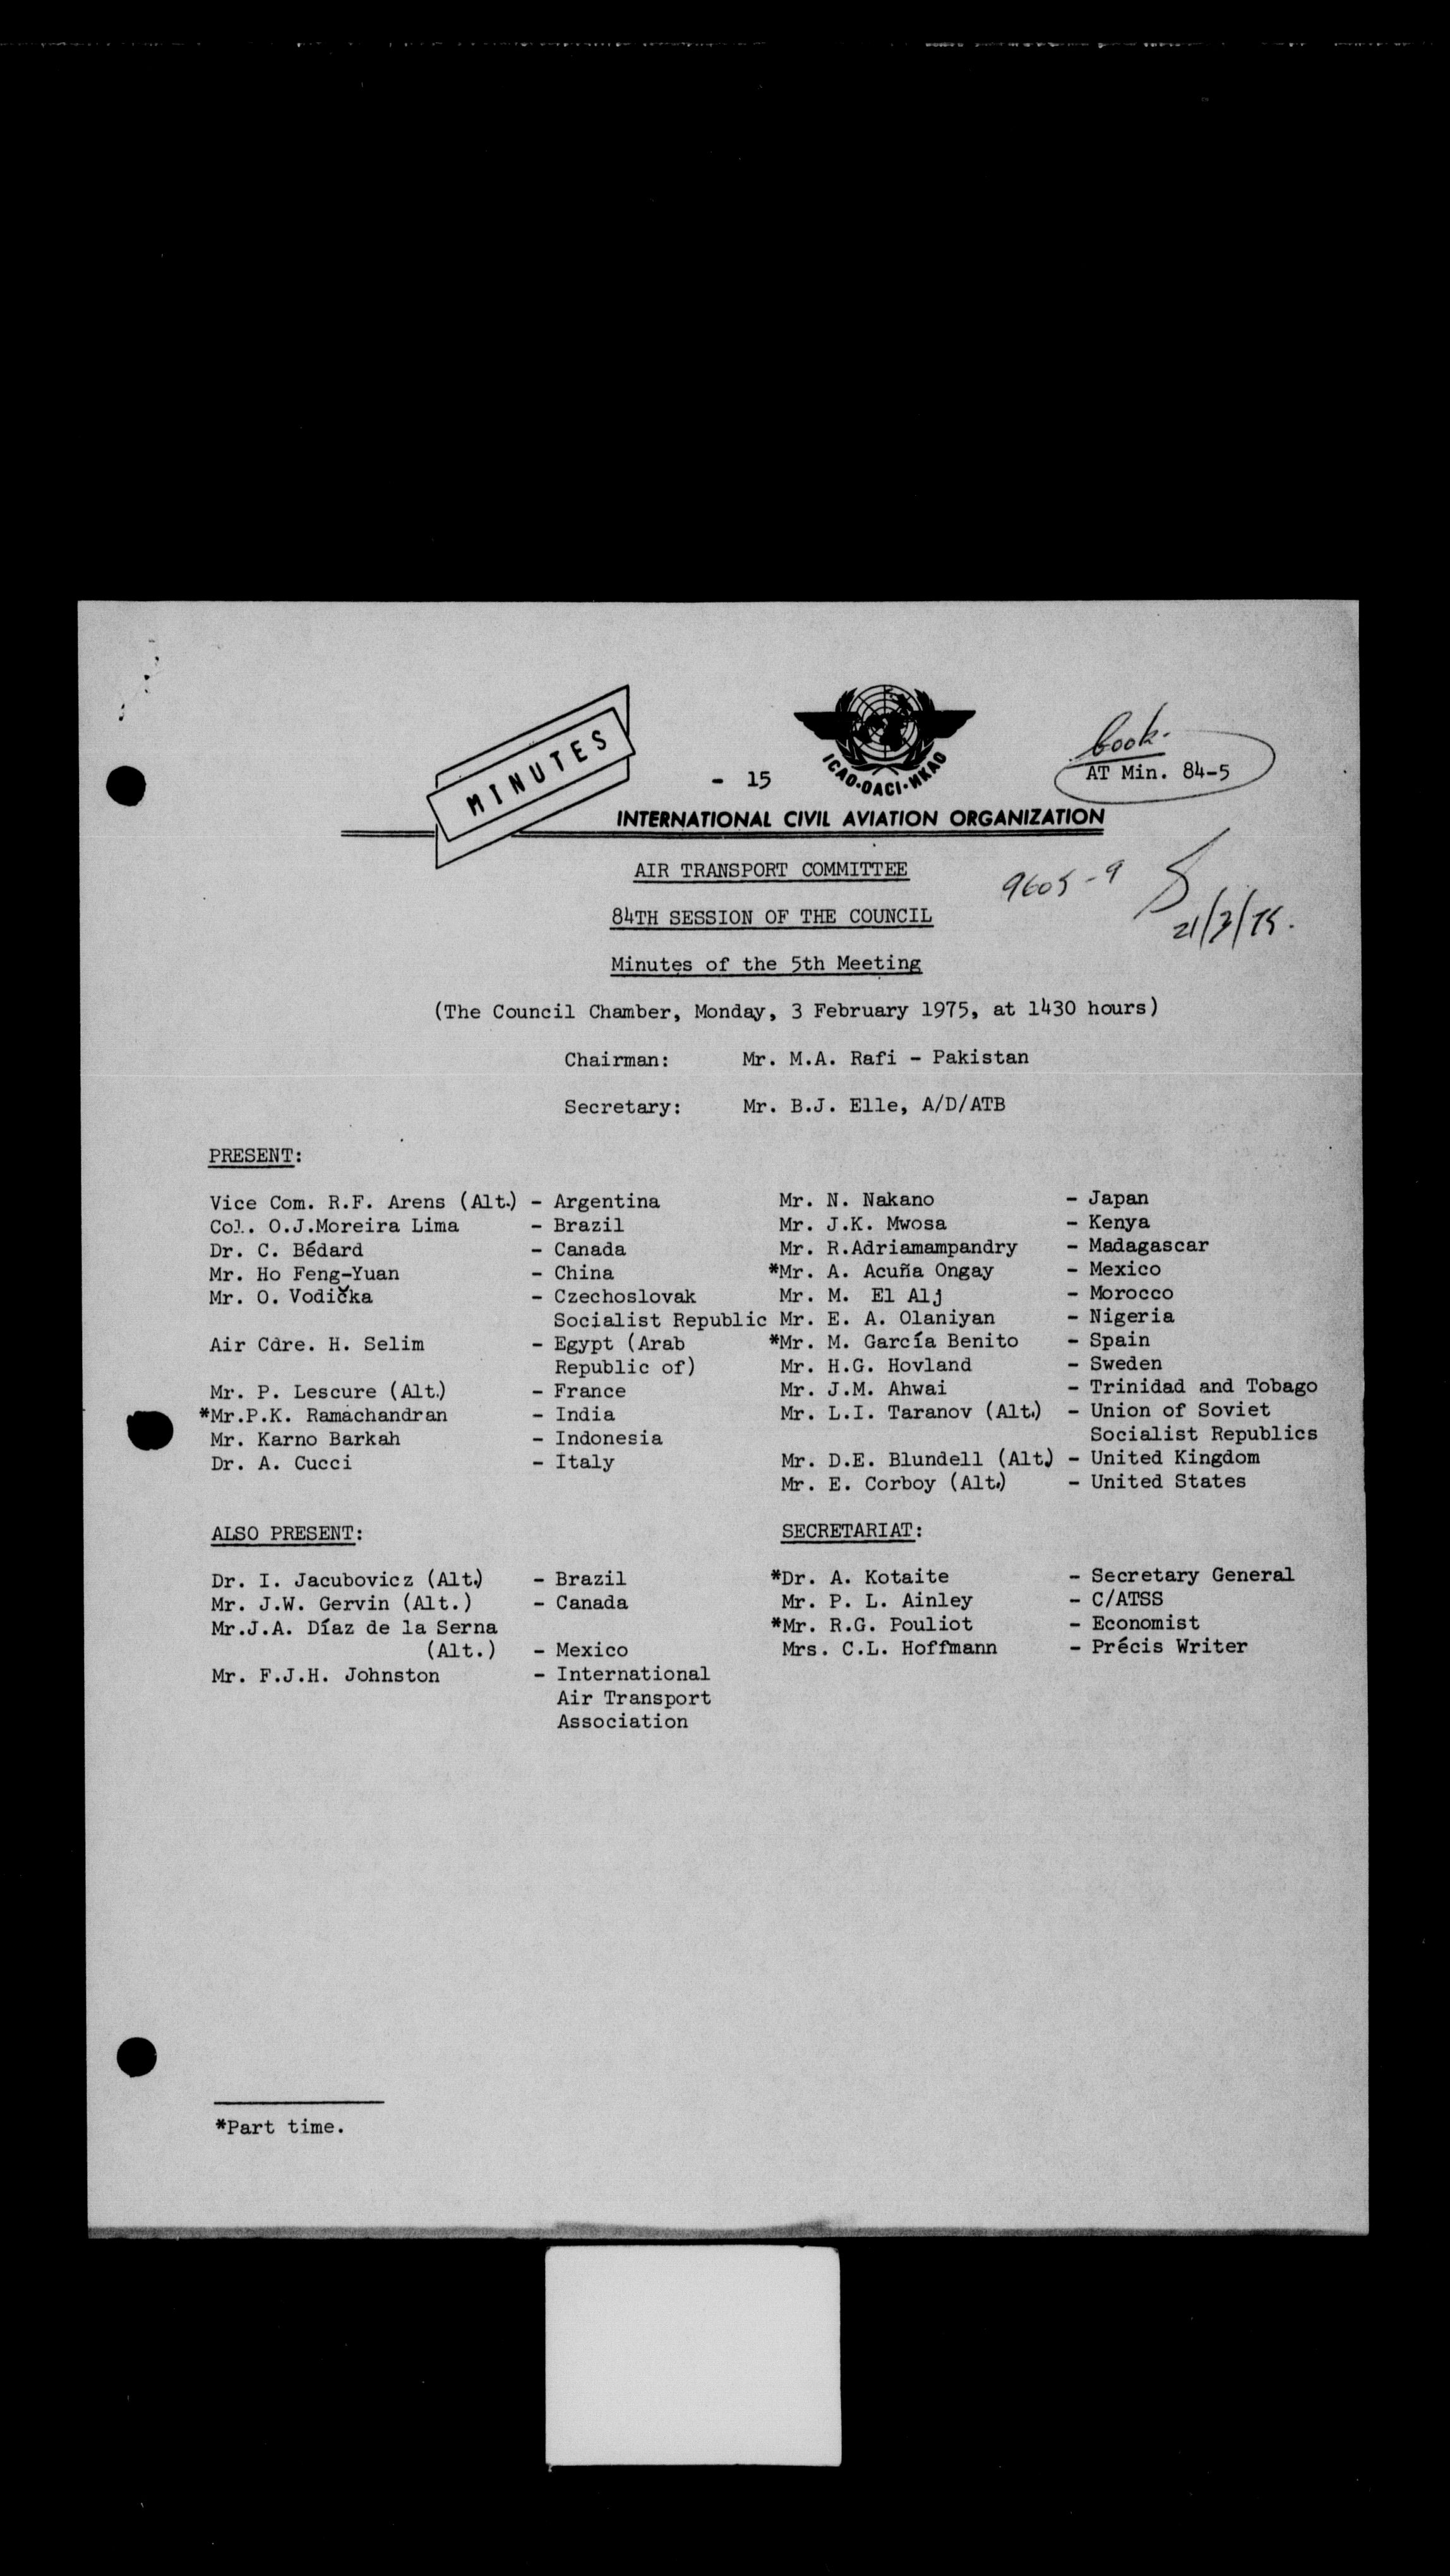 MINUTES
- 15
ICAO·OACI·ИКАО
book.
AT Min. 84-5
INTERNATIONAL CIVIL AVIATION ORGANIZATION
AIR TRANSPORT COMMITTEE
9605-9
84TH SESSION OF THE COUNCIL
21/3/75.
Minutes of the 5th Meeting
(The Council Chamber, Monday, 3 February 1975, at 1430 hours)
Chairman: Mr. M.A. Rafi - Pakistan
Secretary: Mr. B.J. Elle, A/D/ATB
PRESENT:
Vice Com. R.F. Arens (Alt.) - Argentina
Col. O.J.Moreira Lima - Brazil
Dr. C. Bédard - Canada
Mr. Ho Feng-Yuan - China
Mr. O. Vodička - Czechoslovak
Socialist Republic
Air Cdre. H. Selim - Egypt (Arab
Republic of)
Mr. P. Lescure (Alt.) - France
*Mr.P.K. Ramachandran - India
Mr. Karno Barkah - Indonesia
Dr. A. Cucci - Italy
Mr. N. Nakano - Japan
Mr. J.K. Mwosa - Kenya
Mr. R.Adriamampandry - Madagascar
*Mr. A. Acuña Ongay - Mexico
Mr. M. El Alj - Morocco
Mr. E. A. Olaniyan - Nigeria
*Mr. M. García Benito - Spain
Mr. H.G. Hovland - Sweden
Mr. J.M. Ahwai - Trinidad and Tobago
Mr. L.I. Taranov (Alt.) - Union of Soviet
Socialist Republics
Mr. D.E. Blundell (Alt.) - United Kingdom
Mr. E. Corboy (Alt.) - United States
ALSO PRESENT:
Dr. I. Jacubovicz (Alt.) - Brazil
Mr. J.W. Gervin (Alt.) - Canada
Mr.J.A. Díaz de la Serna
(Alt.) - Mexico
Mr. F.J.H. Johnston - International
Air Transport
Association
SECRETARIAT:
*Dr. A. Kotaite - Secretary General
Mr. P. L. Ainley - C/ATSS
*Mr. R.G. Pouliot - Economist
Mrs. C.L. Hoffmann - Précis Writer
*Part time.